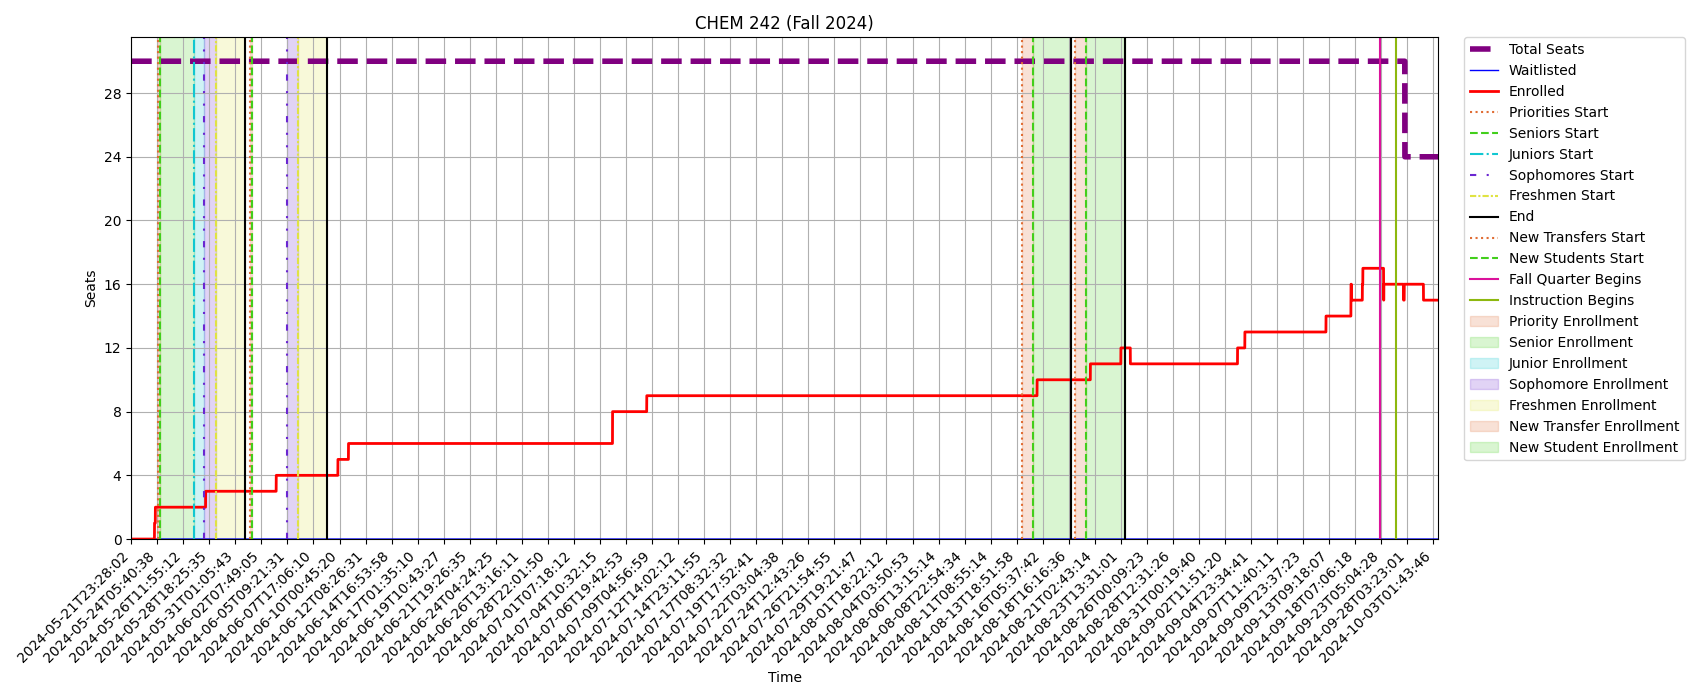 CHEM 242 (Fall 2024)
Seats
28
24
20
16
12
8
4
0
2024-05-21T23:28:02
2024-05-24T05:40:38
2024-05-26T11:55:12
2024-05-28T18:25:35
2024-05-31T01:05:43
2024-06-02T07:49:05
2024-06-05T09:21:31
2024-06-07T17:06:10
2024-06-10T00:45:20
2024-06-12T08:26:31
2024-06-14T16:53:58
2024-06-17T01:35:10
2024-06-19T10:43:27
2024-06-21T19:26:35
2024-06-24T04:24:25
2024-06-26T13:16:11
2024-06-28T22:01:50
2024-07-01T07:18:12
2024-07-04T10:32:15
2024-07-06T19:42:53
2024-07-09T04:56:59
2024-07-12T14:02:12
2024-07-14T23:11:55
2024-07-17T08:32:32
2024-07-19T17:52:41
2024-07-22T03:04:38
2024-07-24T12:43:26
2024-07-26T21:54:55
2024-07-29T19:21:47
2024-08-01T18:22:12
2024-08-04T03:50:53
2024-08-06T13:15:14
2024-08-08T22:54:34
2024-08-11T08:55:14
2024-08-13T18:51:58
2024-08-16T05:37:42
2024-08-18T16:16:36
2024-08-21T02:43:14
2024-08-23T13:31:01
2024-08-26T00:09:23
2024-08-28T12:31:26
2024-08-31T00:19:40
2024-09-02T11:51:20
2024-09-04T23:34:41
2024-09-07T11:40:11
2024-09-09T23:37:23
2024-09-13T09:18:07
2024-09-18T07:06:18
2024-09-23T05:04:28
2024-09-28T03:23:01
2024-10-03T01:43:46
Time
Total Seats
Waitlisted
Enrolled
Priorities Start
Seniors Start
Juniors Start
Sophomores Start
Freshmen Start
End
New Transfers Start
New Students Start
Fall Quarter Begins
Instruction Begins
Priority Enrollment
Senior Enrollment
Junior Enrollment
Sophomore Enrollment
Freshmen Enrollment
New Transfer Enrollment
New Student Enrollment